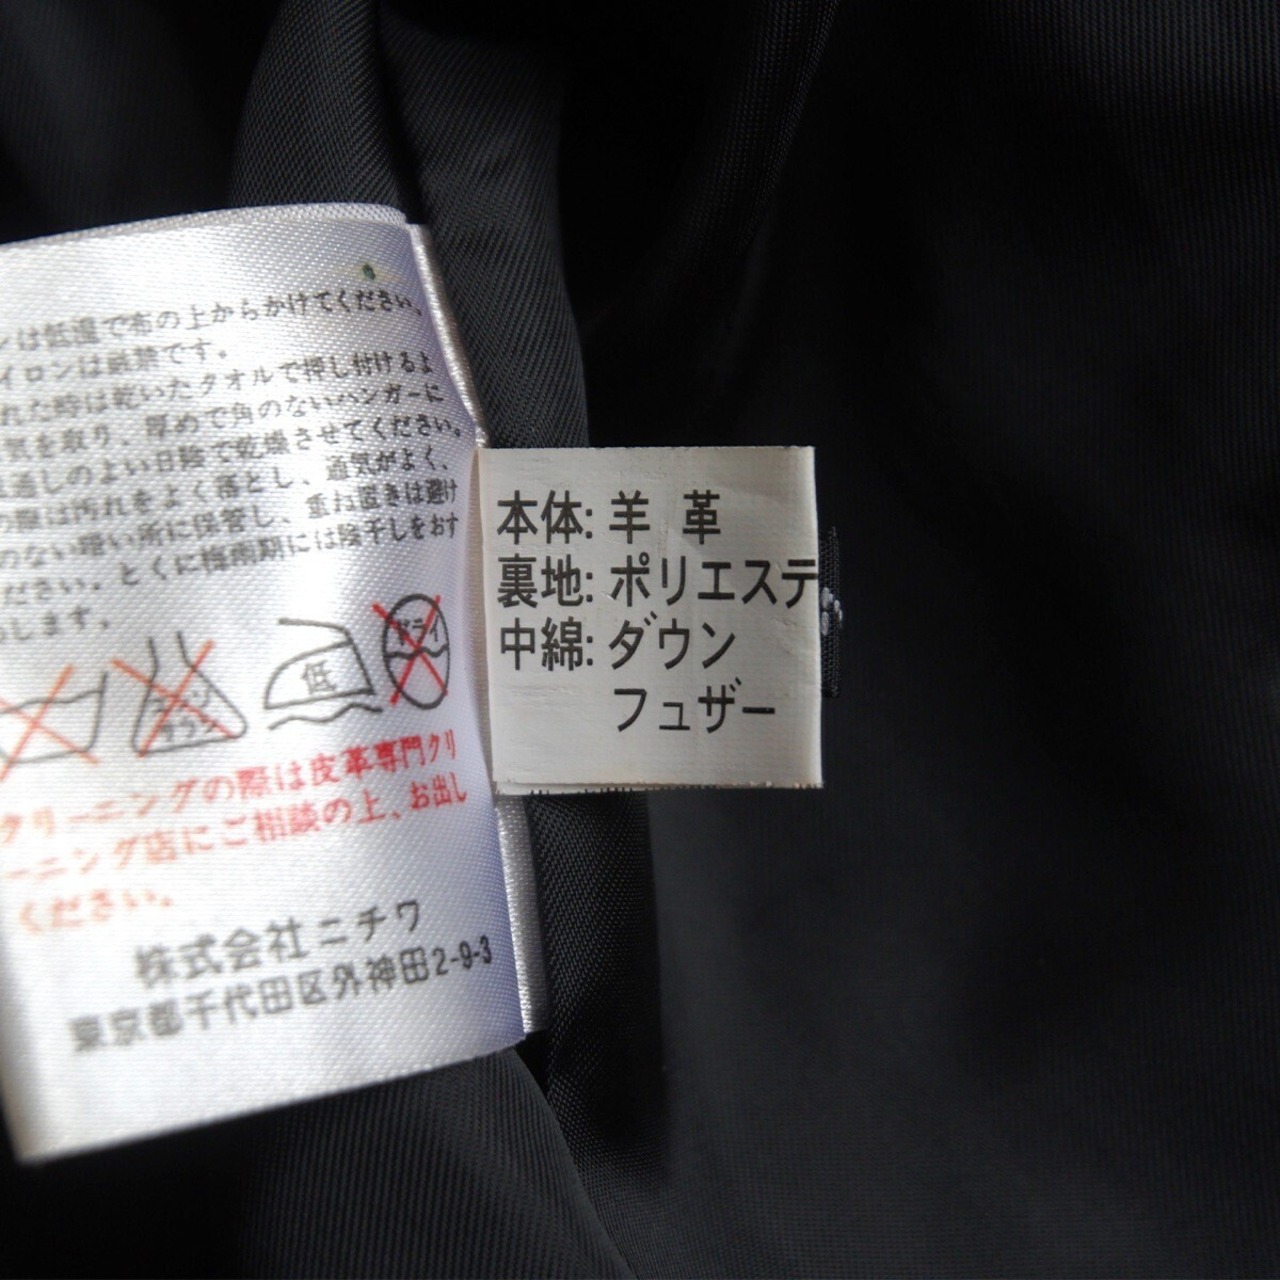 ンは低温で布の上からかけてください。
イロンは厳禁です。
れた時は乾いたタオルで押し付けるよ
気を取り、厚めで角のないハンガーに
通しのよい日陰で乾燥させてください。
の際は汚れをよく落とし、通気がよく、
のない暗い所に保管し、重ね置きは避け
ださい。とくに梅雨期には陰干しをおす
します。
低
ドライ
クリーニングの際は皮革専門クリ
ーニング店にご相談の上、お出し
ください。
株式会社ニチワ
東京都千代田区外神田2-9-3
本体: 羊 革
裏地: ポリエステ
中綿: ダウン
フェザー